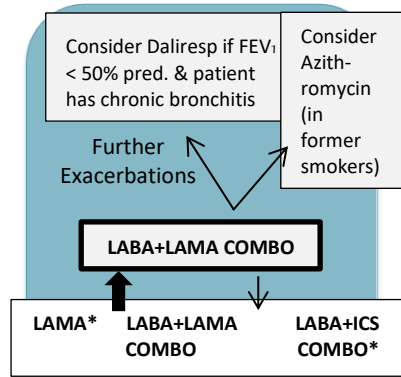 Consider Daliresp if FEV₁
< 50% pred. & patient
has chronic bronchitis
Consider
Azith-
romycin
(in
former
smokers)
Further
Exacerbations
LABA+LAMA COMBO
LAMA* LABA+LAMA LABA+ICS
COMBO COMBO*